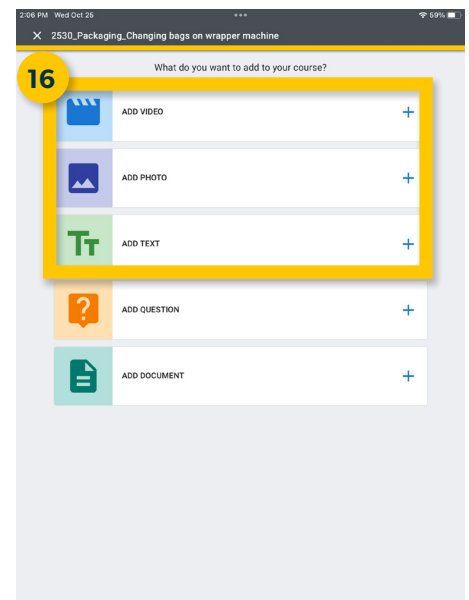 2:06 PM Wed Oct 25 ••• 59%
X 2530_Packaging_Changing bags on wrapper machine
What do you want to add to your course?
16
ADD VIDEO +
ADD PHOTO +
TT ADD TEXT +
? ADD QUESTION +
ADD DOCUMENT +